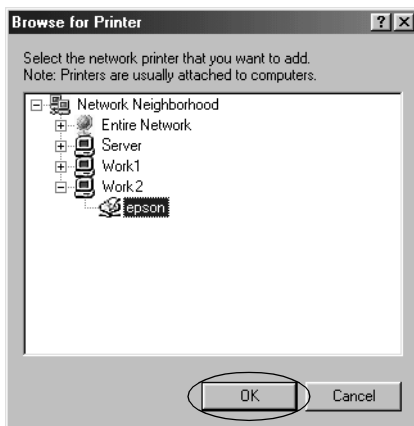 Browse for Printer
Select the network printer that you want to add.
Note: Printers are usually attached to computers.
Network Neighborhood
Entire Network
Server
Work1
Work2
epson
OK Cancel